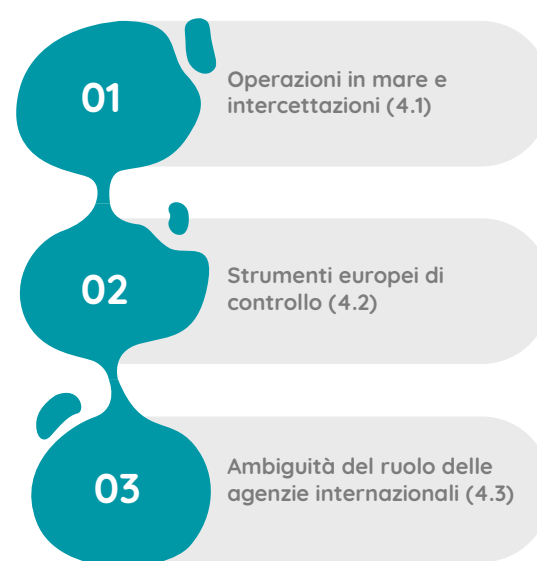 01
Operazioni in mare e
intercettazioni (4.1)
02
Strumenti europei di
controllo (4.2)
03
Ambiguità del ruolo delle
agenzie internazionali (4.3)